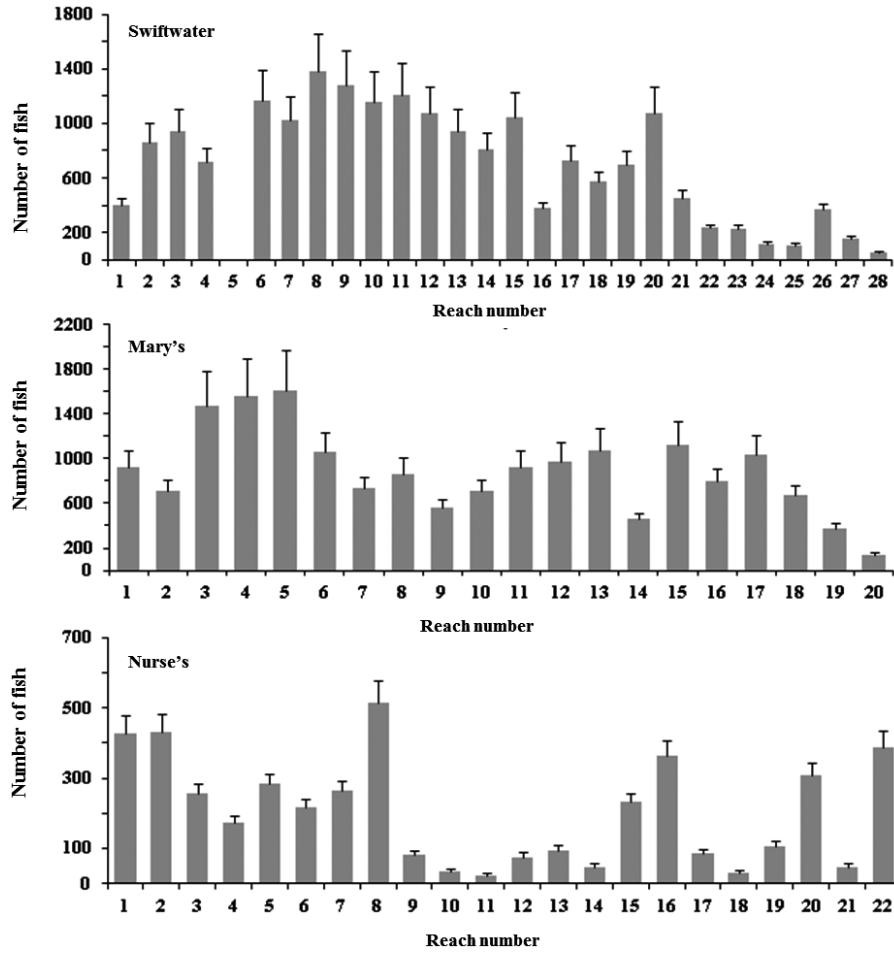 Swiftwater
Number of fish
1800
1400
1000
600
200
0
1 2 3 4 5 6 7 8 9 10 11 12 13 14 15 16 17 18 19 20 21 22 23 24 25 26 27 28
Reach number
Mary's
Number of fish
2200
1800
1400
1000
600
200
0
1 2 3 4 5 6 7 8 9 10 11 12 13 14 15 16 17 18 19 20
Reach number
Nurse's
Number of fish
700
500
300
100
0
1 2 3 4 5 6 7 8 9 10 11 12 13 14 15 16 17 18 19 20 21 22
Reach number